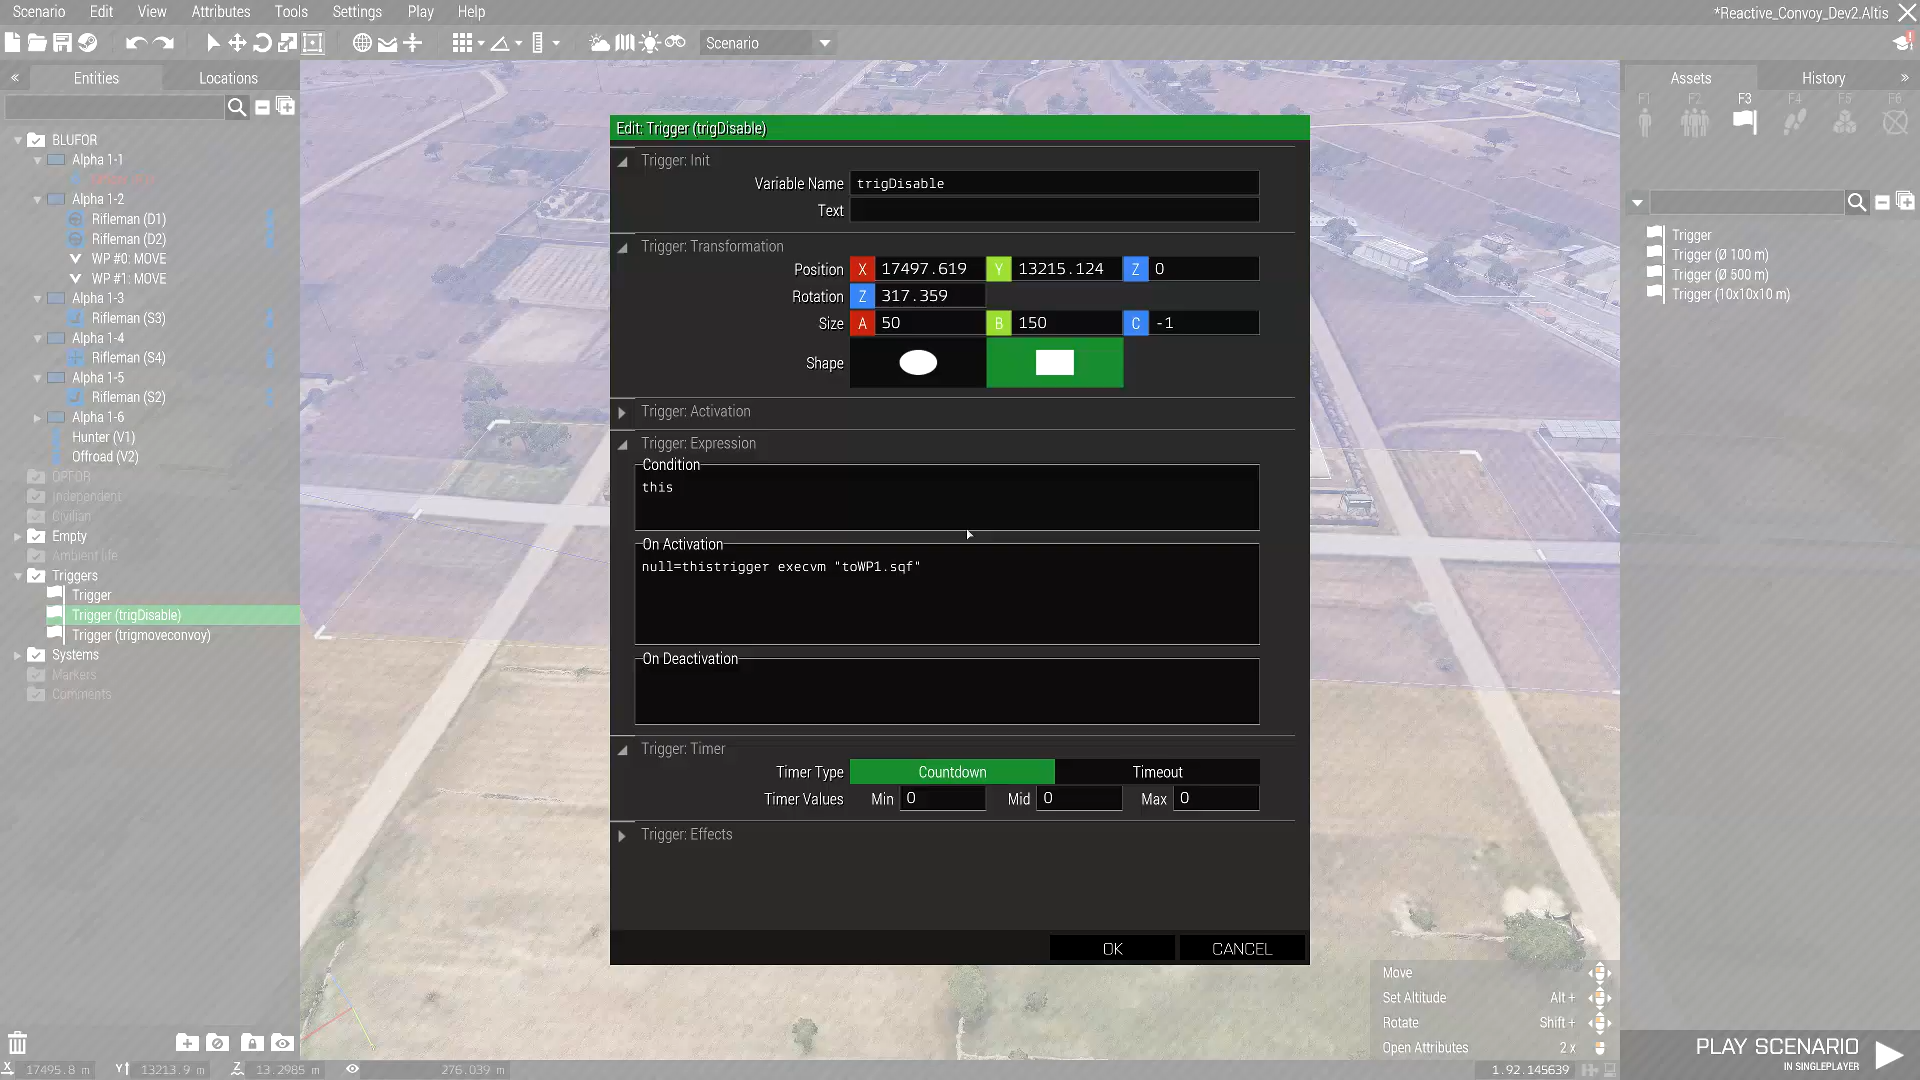 Scenario Edit View Attributes Tools Settings Play Help
*Reactive_Convoy_Dev2.Altis
Scenario
Entities Locations
BLUFOR
Alpha 1-1
Alpha 1-2
Rifleman (D1)
Rifleman (D2)
WP #0: MOVE
WP #1: MOVE
Alpha 1-3
Rifleman (S3)
Alpha 1-4
Rifleman (S4)
Alpha 1-5
Rifleman (S2)
Alpha 1-6
Hunter (V1)
Offroad (V2)
OPFOR
Independent
Civilian
Empty
Ambient life
Triggers
Trigger
Trigger (trigDisable)
Trigger (trigmoveconvoy)
Systems
Markers
Comments
X 17495.8 m Y 13213.9 m Z 13.2985 m 276.039 m
Edit: Trigger (trigDisable)
Trigger: Init
Variable Name trigDisable
Text
Trigger: Transformation
Position X 17497.619 Y 13215.124 Z 0
Rotation Z 317.359
Size A 50 B 150 C -1
Shape
Trigger: Activation
Trigger: Expression
Condition
this
On Activation
null=thistrigger execvm "toWP1.sqf"
On Deactivation
Trigger: Timer
Timer Type Countdown Timeout
Timer Values Min 0 Mid 0 Max 0
Trigger: Effects
OK CANCEL
Assets History
F1 F2 F3 F4 F5 F6
Trigger
Trigger (Ø 100 m)
Trigger (Ø 500 m)
Trigger (10x10x10 m)
Move
Set Altitude Alt +
Rotate Shift +
Open Attributes 2 x
1.92.145639
PLAY SCENARIO
IN SINGLEPLAYER